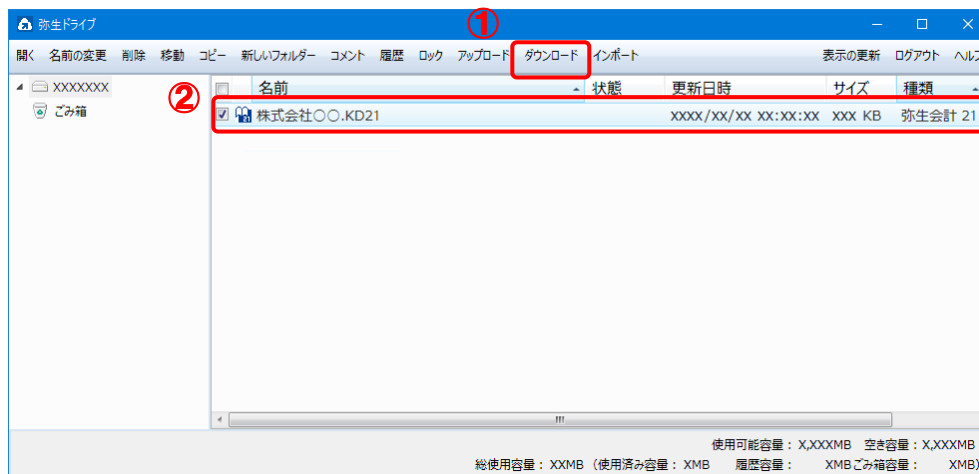 弥生ドライブ
①
開く 名前の変更 削除 移動 コピー 新しいフォルダー コメント 履歴 ロック アップロード ダウンロード インポート 表示の更新 ログアウト ヘルプ
XXXXXXX
ごみ箱
②
名前 状態 更新日時 サイズ 種類
株式会社○○.KD21 xxxx/xx/xx xx:xx:xx xxx KB 弥生会計 21
使用可能容量： X,XXXMB 空き容量：X,XXXMB
総使用容量： XXMB （使用済み容量： XMB 履歴容量： XMBごみ箱容量： XMB）